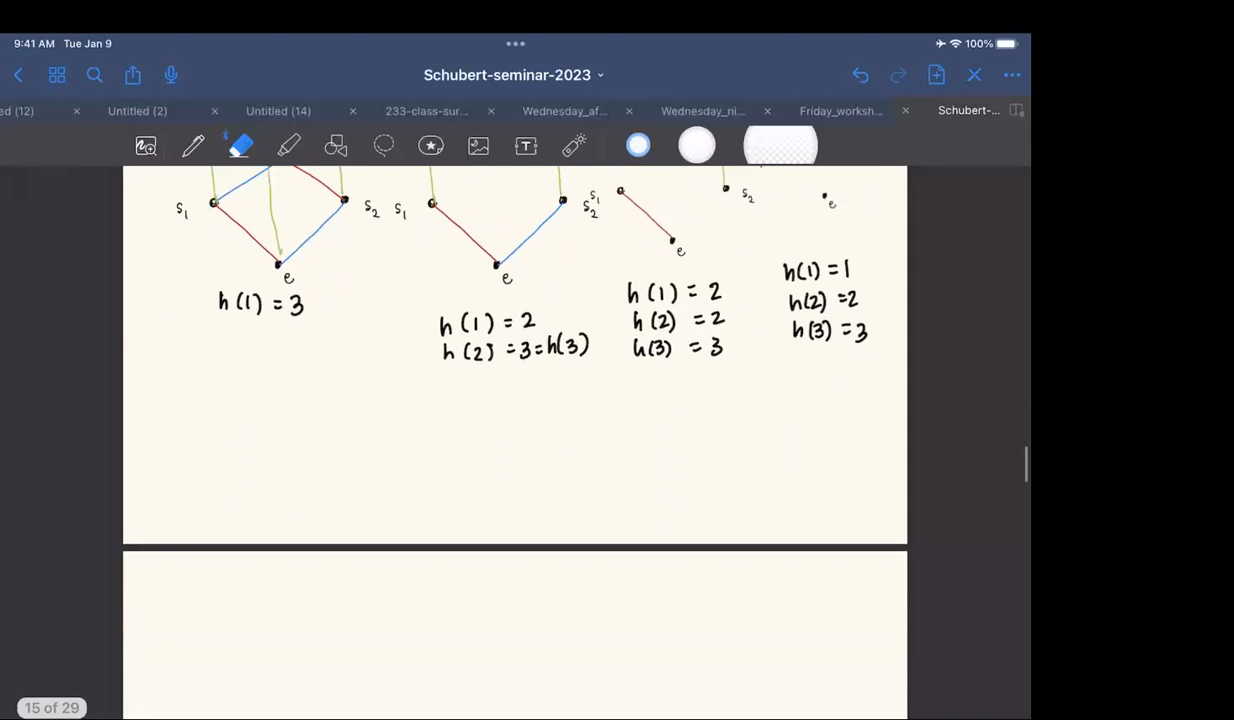 9:41 AM Tue Jan 9
100%
Schubert-seminar-2023
ed (12)
Untitled (2)
Untitled (14)
233-class-sur...
Wednesday_af...
Wednesday_ni...
Friday_worksh...
Schubert-...
s₁
s₂
s₁
s₂
s₁
s₂
e
e
e
e
h(1) = 3
h(1) = 2
h(2) = 3 = h(3)
h(1) = 2
h(2) = 2
h(3) = 3
h(1) = 1
h(2) = 2
h(3) = 3
15 of 29